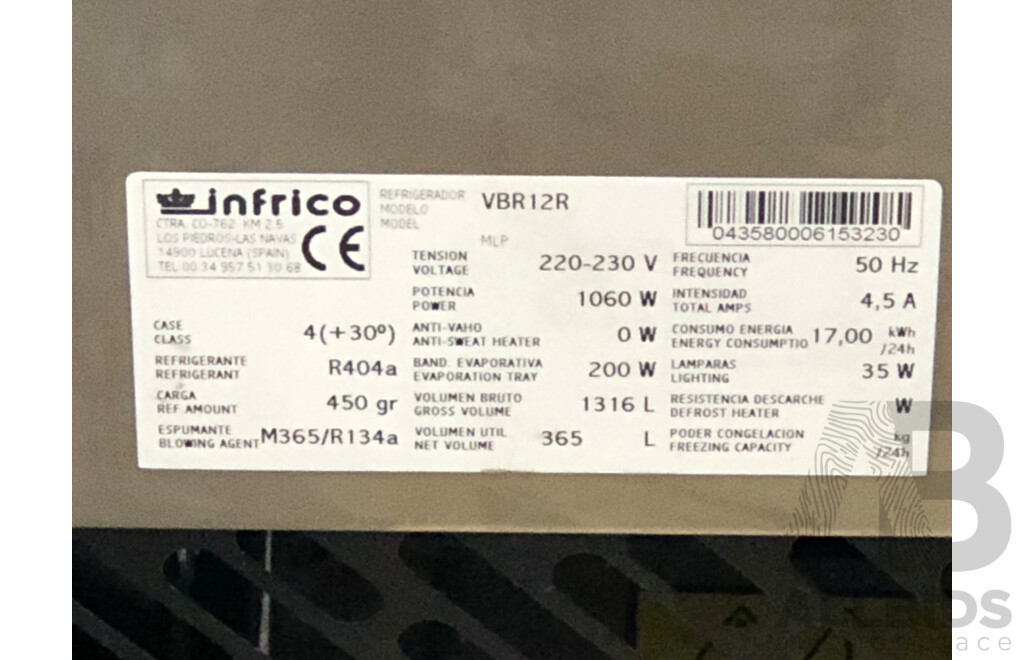 infrico
CTRA. CO-762 KM 2.5
LOS PIEDROS-LAS NAVAS
14900 LUCENA (SPAIN)
TEL 00 34 957 51 30 68
CE
REFRIGERADOR
MODELO
MODEL
VBR12R
MLP
043580006153230
TENSION
VOLTAGE
220-230 V
FRECUENCIA
FREQUENCY
50 Hz
POTENCIA
POWER
1060 W
INTENSIDAD
TOTAL AMPS
4,5 A
CASE
CLASS
4(+30º)
ANTI-VAHO
ANTI-SWEAT HEATER
0 W
CONSUMO ENERGIA
ENERGY CONSUMPTIO
17,00 kWh
/24h
REFRIGERANTE
REFRIGERANT
R404a
BAND. EVAPORATIVA
EVAPORATION TRAY
200 W
LAMPARAS
LIGHTING
35 W
CARGA
REF. AMOUNT
450 gr
VOLUMEN BRUTO
GROSS VOLUME
1316 L
RESISTENCIA DESCARCHE
DEFROST HEATER
W
ESPUMANTE
BLOWING AGENT
M365/R134a
VOLUMEN UTIL
NET VOLUME
365 L
PODER CONGELACION
FREEZING CAPACITY
kg
/24h
AB
ALLBIDS